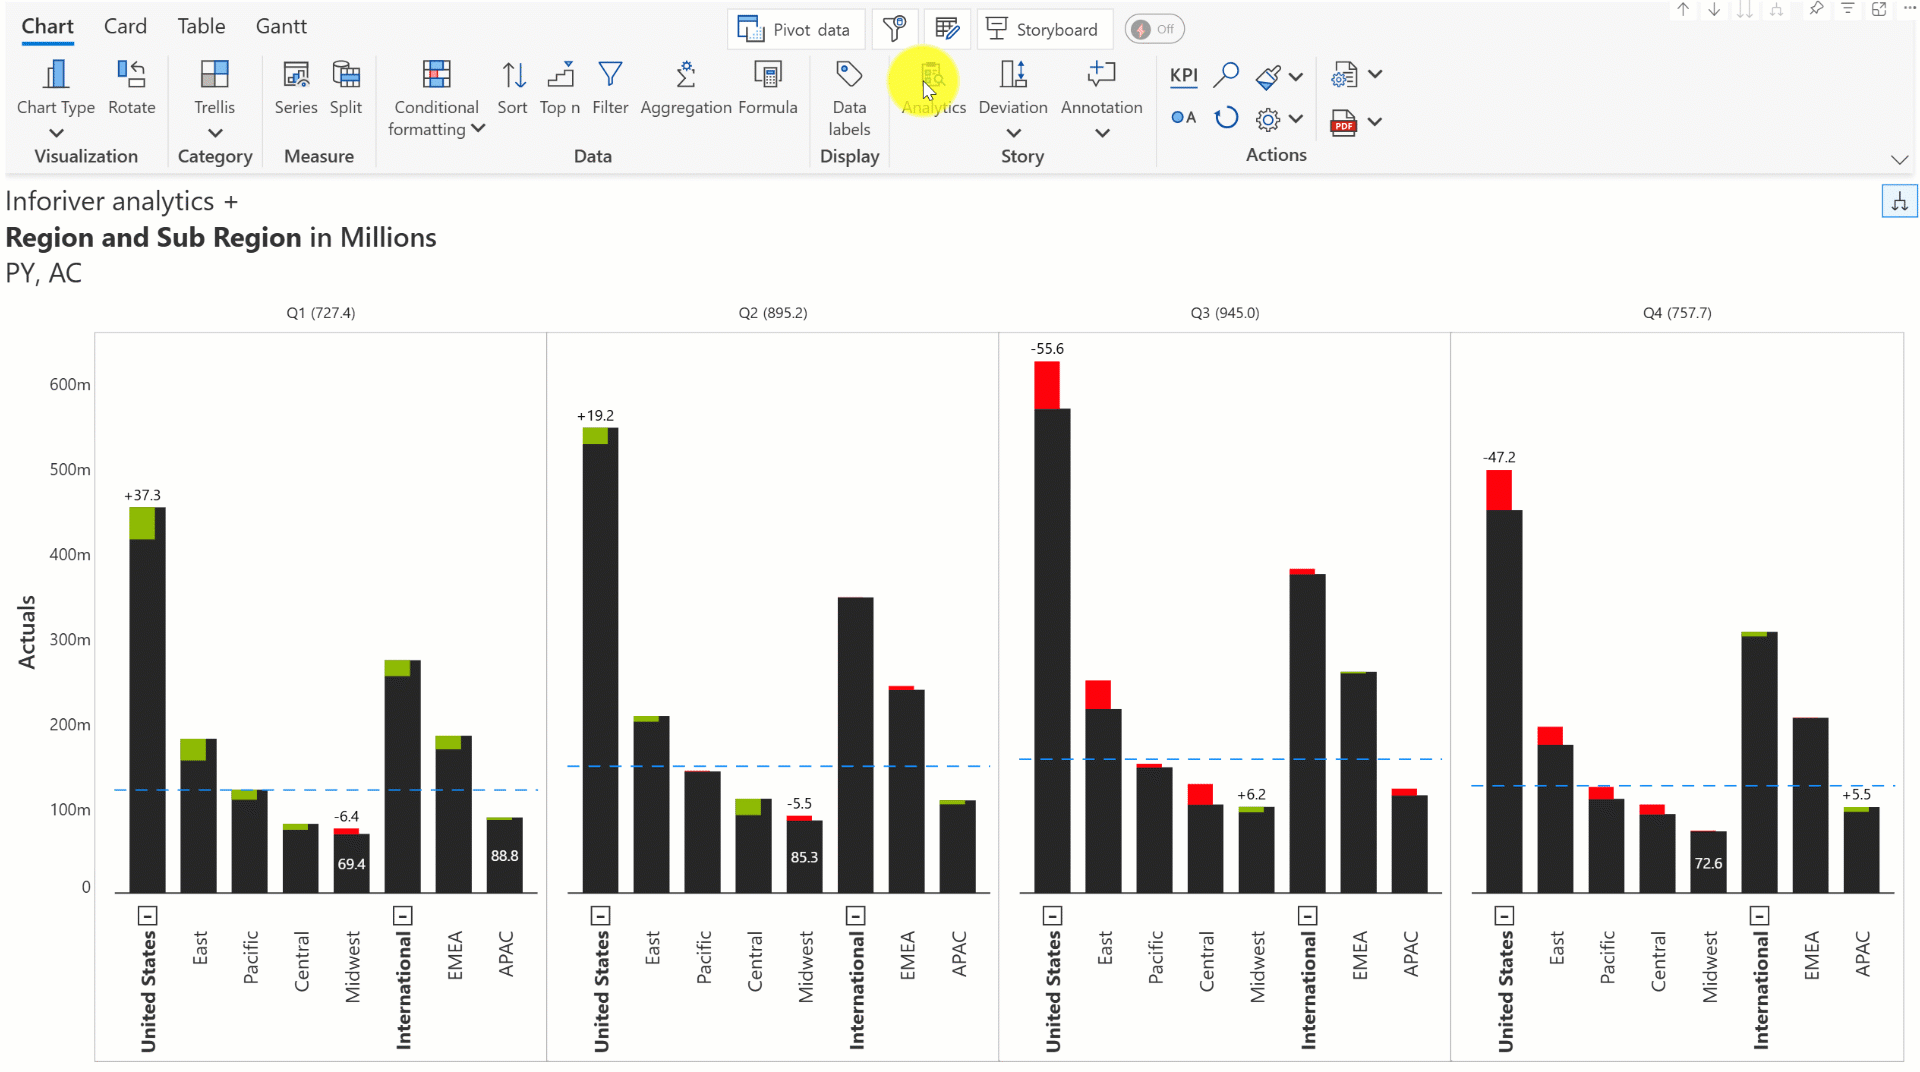 Chart Card Table Gantt
Pivot data Storyboard Off
Chart Type Rotate Trellis Series Split Conditional formatting Sort Top n Filter Aggregation Formula Data labels Analytics Deviation Annotation KPI A PDF
Visualization Category Measure Data Display Story Actions
Inforiver analytics +
Region and Sub Region in Millions
PY, AC
Q1 (727.4) Q2 (895.2) Q3 (945.0) Q4 (757.7)
Actuals
600m
500m
400m
300m
200m
100m
0
+37.3
-6.4
69.4
88.8
+19.2
-5.5
85.3
-55.6
+6.2
-47.2
72.6
+5.5
United States East Pacific Central Midwest International EMEA APAC
United States East Pacific Central Midwest International EMEA APAC
United States East Pacific Central Midwest International EMEA APAC
United States East Pacific Central Midwest International EMEA APAC